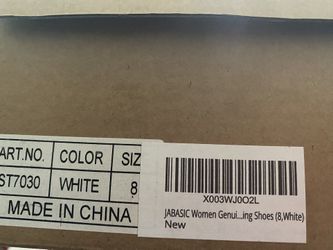 ART.NO. COLOR SIZ
ST7030 WHITE 8
MADE IN CHINA
X003WJ0O2L
JABASIC Women Genui...ing Shoes (8,White)
New